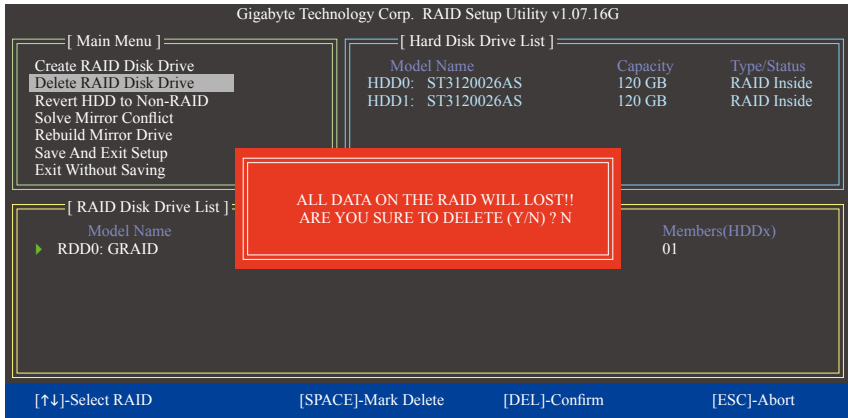 Gigabyte Technology Corp. RAID Setup Utility v1.07.16G
[ Main Menu ]
Create RAID Disk Drive
Delete RAID Disk Drive
Revert HDD to Non-RAID
Solve Mirror Conflict
Rebuild Mirror Drive
Save And Exit Setup
Exit Without Saving
[ Hard Disk Drive List ]
Model Name Capacity Type/Status
HDD0: ST3120026AS 120 GB RAID Inside
HDD1: ST3120026AS 120 GB RAID Inside
ALL DATA ON THE RAID WILL LOST!!
ARE YOU SURE TO DELETE (Y/N) ? N
[ RAID Disk Drive List ]
Model Name Members(HDDx)
RDD0: GRAID 01
[↑↓]-Select RAID [SPACE]-Mark Delete [DEL]-Confirm [ESC]-Abort